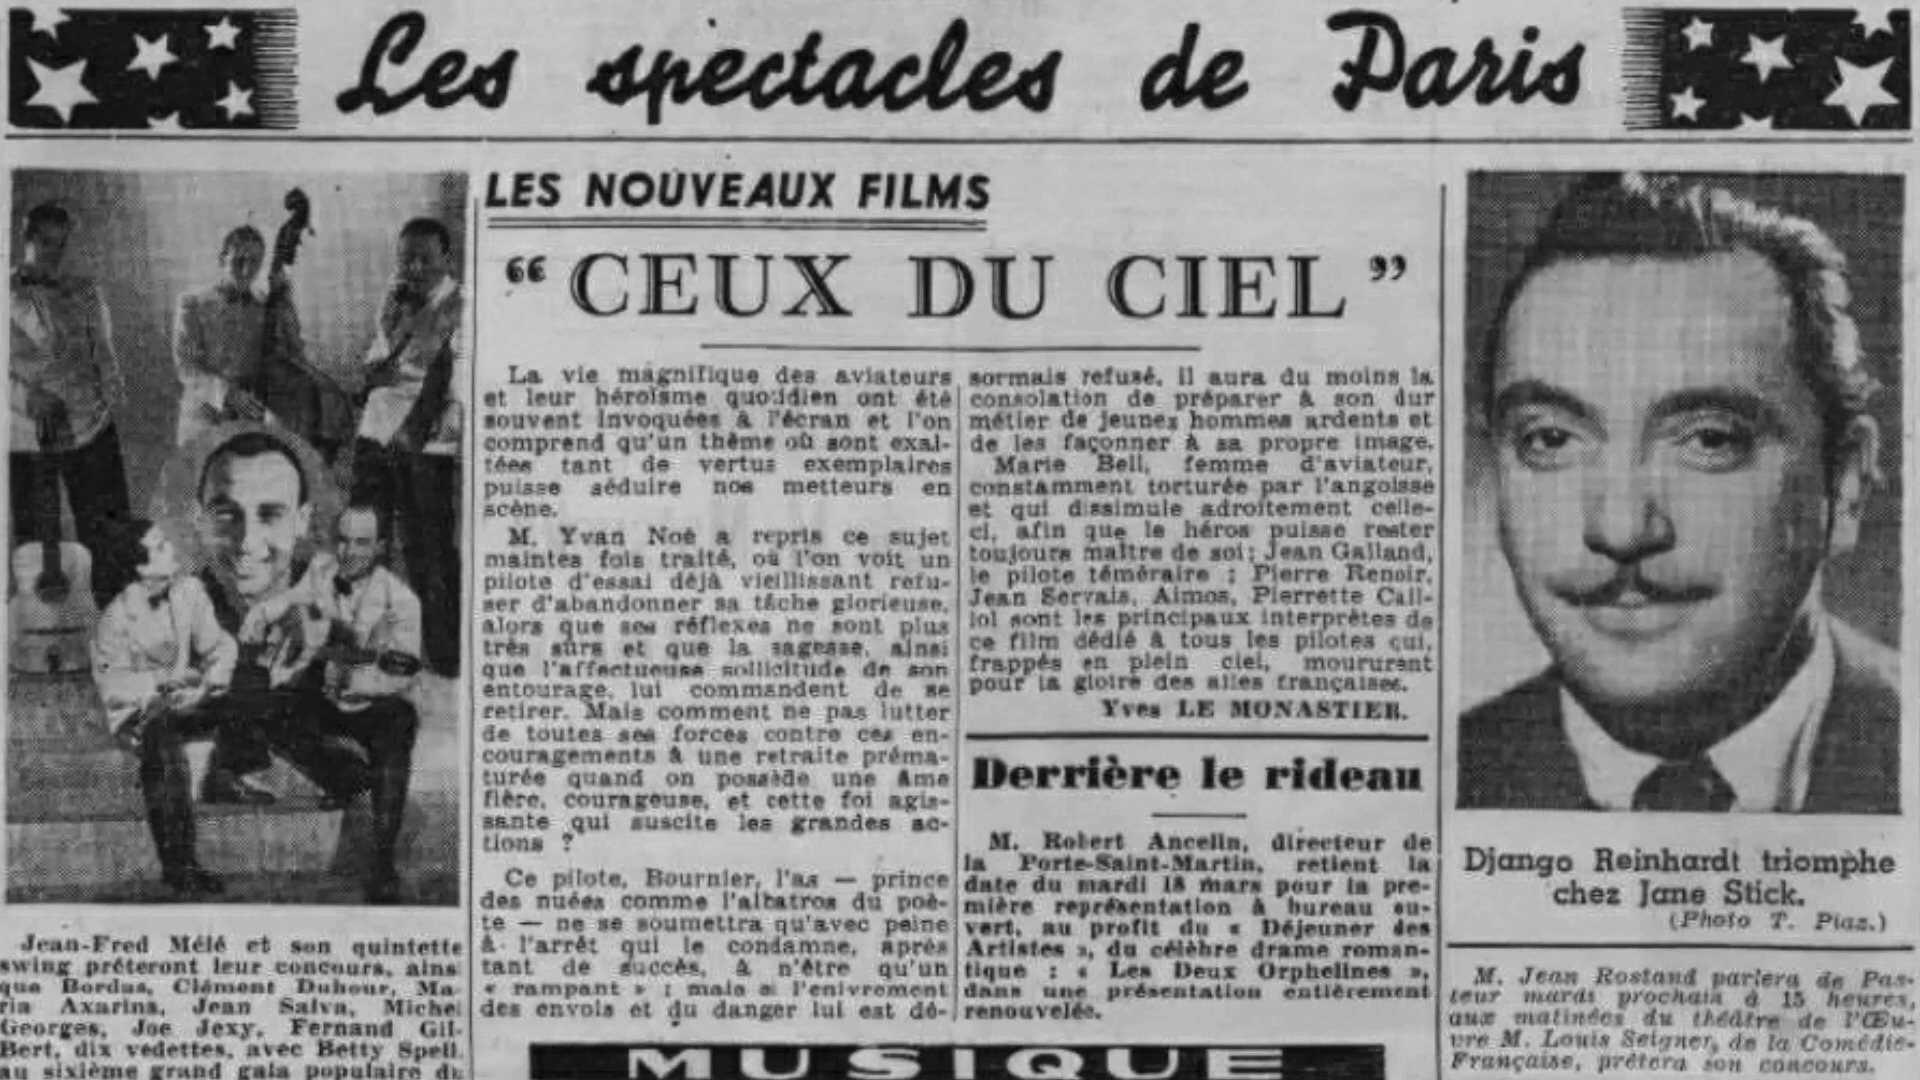 Les spectacles de Paris
Jean-Fred Mélé et son quintette
swing prêteront leur concours, ainsi
que Bordas, Clément Duhour, Ma-
ria Axarina, Jean Salva, Michel
Georges, Joe Jexy, Fernand Gil-
Bert, dix vedettes, avec Betty Spell,
au sixième grand gala populaire du
LES NOUVEAUX FILMS
“ CEUX DU CIEL ”
La vie magnifique des aviateurs
et leur héroïsme quotidien ont été
souvent invoquées à l'écran et l'on
comprend qu'un thème où sont exal-
tées tant de vertus exemplaires
puisse séduire nos metteurs en
scène.
M. Yvan Noé a repris ce sujet
maintes fois traité, où l'on voit un
pilote d'essai déjà vieillissant refu-
ser d'abandonner sa tâche glorieuse,
alors que ses réflexes ne sont plus
très sûrs et que la sagesse, ainsi
que l'affectueuse sollicitude de son
entourage, lui commandent de se
retirer. Mais comment ne pas lutter
de toutes ses forces contre ces en-
couragements à une retraite préma-
turée quand on possède une âme
fière, courageuse, et cette foi agis-
sante qui suscite les grandes ac-
tions ?
Ce pilote, Bournier, l'as — prince
des nuées comme l'albatros du poè-
te — ne se soumettra qu'avec peine
à l'arrêt qui le condamne, après
tant de succès, à n'être qu'un
« rampant » ; mais si l'enivrement
des envols et du danger lui est dé-
sormais refusé, il aura du moins la
consolation de préparer à son dur
métier de jeunes hommes ardents et
de les façonner à sa propre image.
Marie Bell, femme d'aviateur,
constamment torturée par l'angoisse
et qui dissimule adroitement celle-
ci, afin que le héros puisse rester
toujours maître de soi; Jean Galland,
le pilote téméraire ; Pierre Renoir,
Jean Servais, Aimos, Pierrette Cail-
lol sont les principaux interprètes de
ce film dédié à tous les pilotes qui,
frappés en plein ciel, moururent
pour la gloire des ailes françaises.
Yves LE MONASTIER.
Derrière le rideau
M. Robert Ancelin, directeur de
la Porte-Saint-Martin, retient la
date du mardi 18 mars pour la pre-
mière représentation à bureau ou-
vert, au profit du « Déjeuner des
Artistes », du célèbre drame roman-
tique : « Les Deux Orphelines »,
dans une présentation entièrement
renouvelée.
MUSIQUE
Django Reinhardt triomphe
chez Jane Stick.
(Photo T. Piaz.)
M. Jean Rostand parlera de Pas-
teur mardi prochain à 15 heures,
aux matinées du théâtre de l'Œu-
vre M. Louis Seigner, de la Comédie-
Française, prêtera son concours.